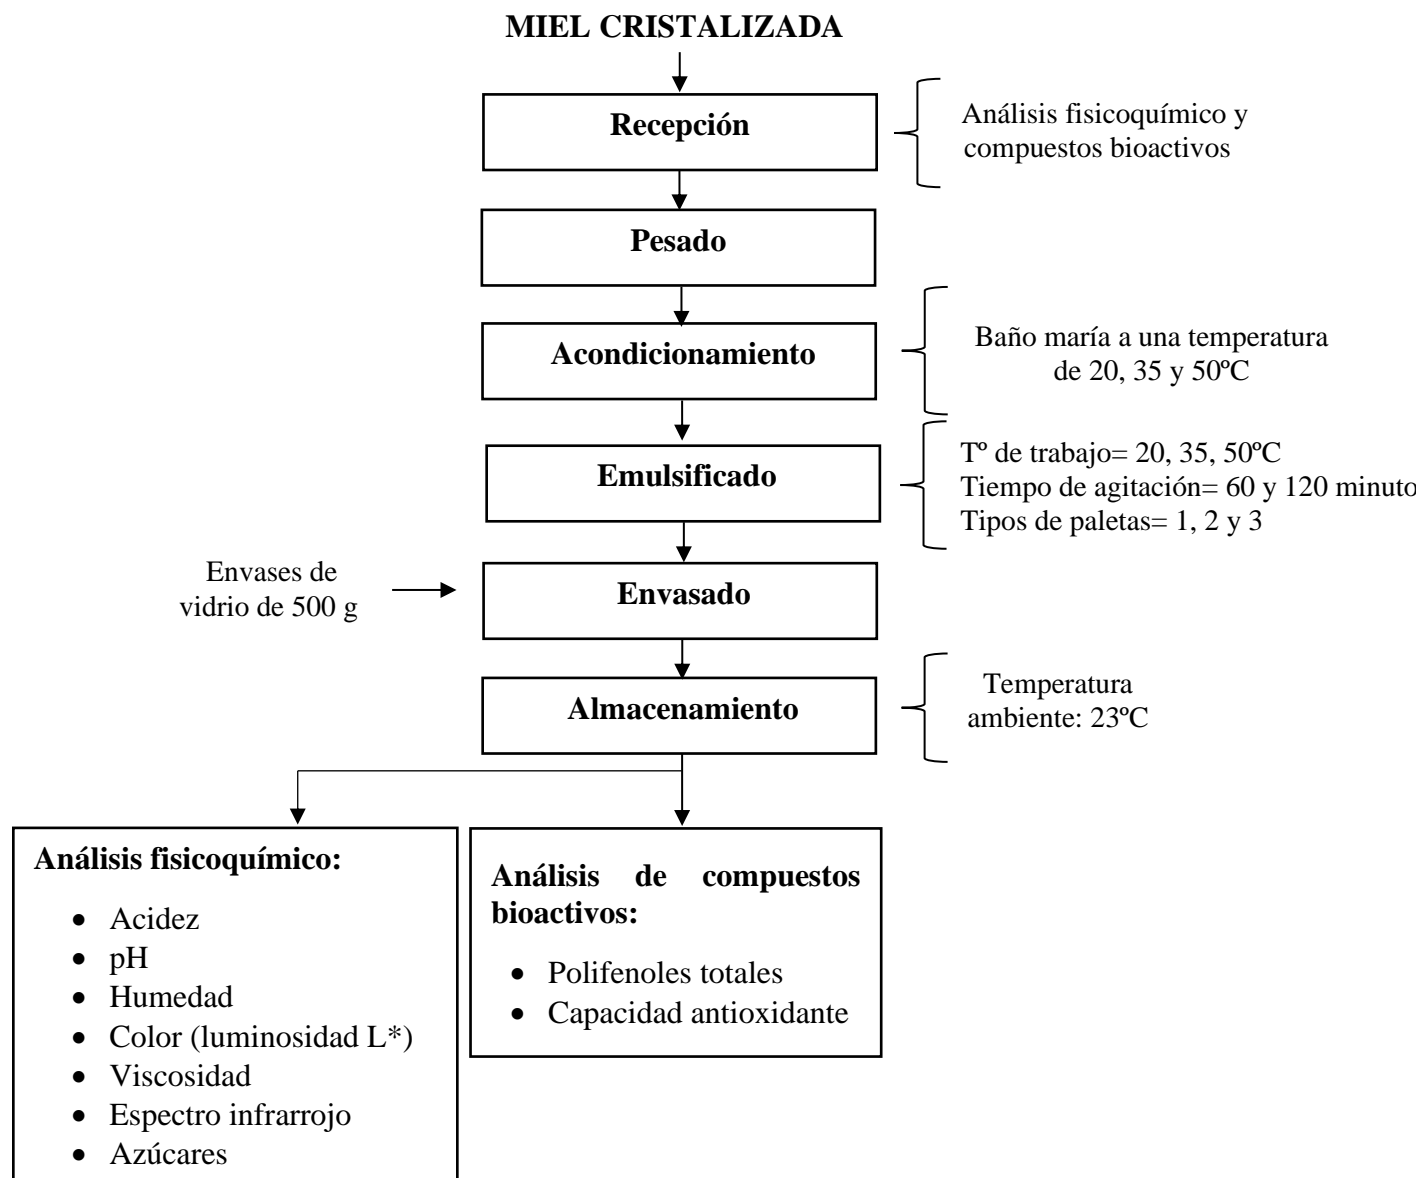 MIEL CRISTALIZADA
Recepción
Análisis fisicoquímico y
compuestos bioactivos
Pesado
Acondicionamiento
Baño maría a una temperatura
de 20, 35 y 50ºC
Emulsificado
Tº de trabajo= 20, 35, 50ºC
Tiempo de agitación= 60 y 120 minuto
Tipos de paletas= 1, 2 y 3
Envases de
vidrio de 500 g
Envasado
Almacenamiento
Temperatura
ambiente: 23ºC
Análisis fisicoquímico:
• Acidez
• pH
• Humedad
• Color (luminosidad L*)
• Viscosidad
• Espectro infrarrojo
• Azúcares
Análisis de compuestos
bioactivos:
• Polifenoles totales
• Capacidad antioxidante